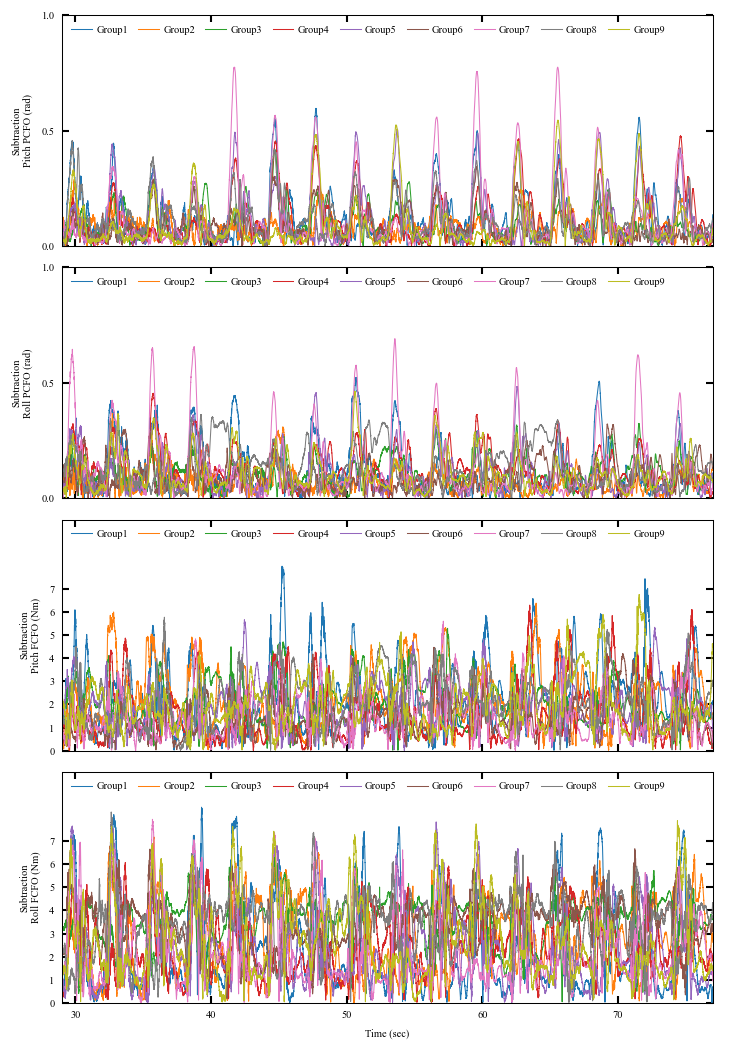 1.0
Group1 Group2 Group3 Group4 Group5 Group6 Group7 Group8 Group9
Subtraction
Pitch PCFO (rad)
0.5
0.0
1.0
Group1 Group2 Group3 Group4 Group5 Group6 Group7 Group8 Group9
Subtraction
Roll PCFO (rad)
0.5
0.0
Group1 Group2 Group3 Group4 Group5 Group6 Group7 Group8 Group9
Subtraction
Pitch FCFO (Nm)
7
6
5
4
3
2
1
0
Group1 Group2 Group3 Group4 Group5 Group6 Group7 Group8 Group9
Subtraction
Roll FCFO (Nm)
7
6
5
4
3
2
1
0
30 40 50 60 70
Time (sec)